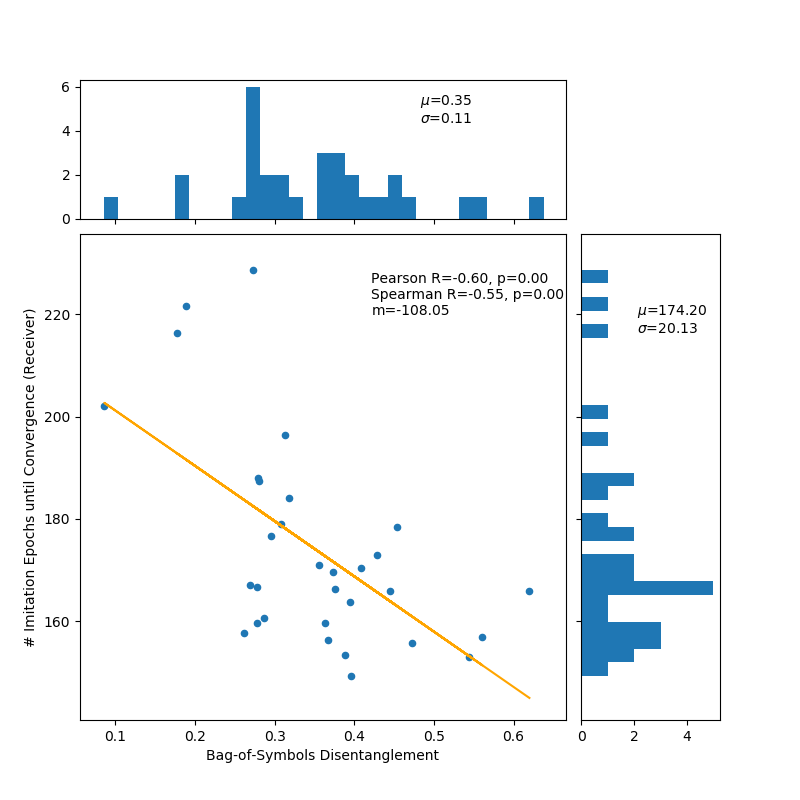 6
4
2
0
μ=0.35
σ=0.11
Pearson R=-0.60, p=0.00
Spearman R=-0.55, p=0.00
m=-108.05
μ=174.20
σ=20.13
# Imitation Epochs until Convergence (Receiver)
220
200
180
160
0.1 0.2 0.3 0.4 0.5 0.6
0 2 4
Bag-of-Symbols Disentanglement